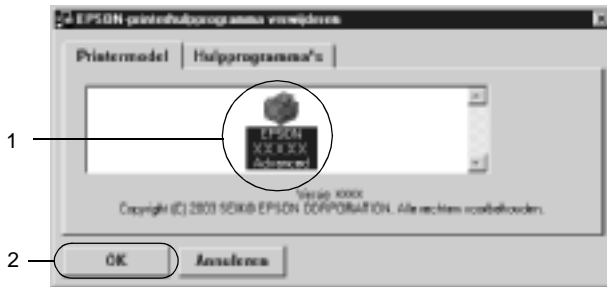 EPSON-printerhulpprogramma verwijderen
Printermodel Hulpprogramma's
1
EPSON
XXXXX
Advanced
Versie XXXX
Copyright (C) 2003 SEIKO EPSON CORPORATION. Alle rechten voorbehouden.
2 OK Annuleren